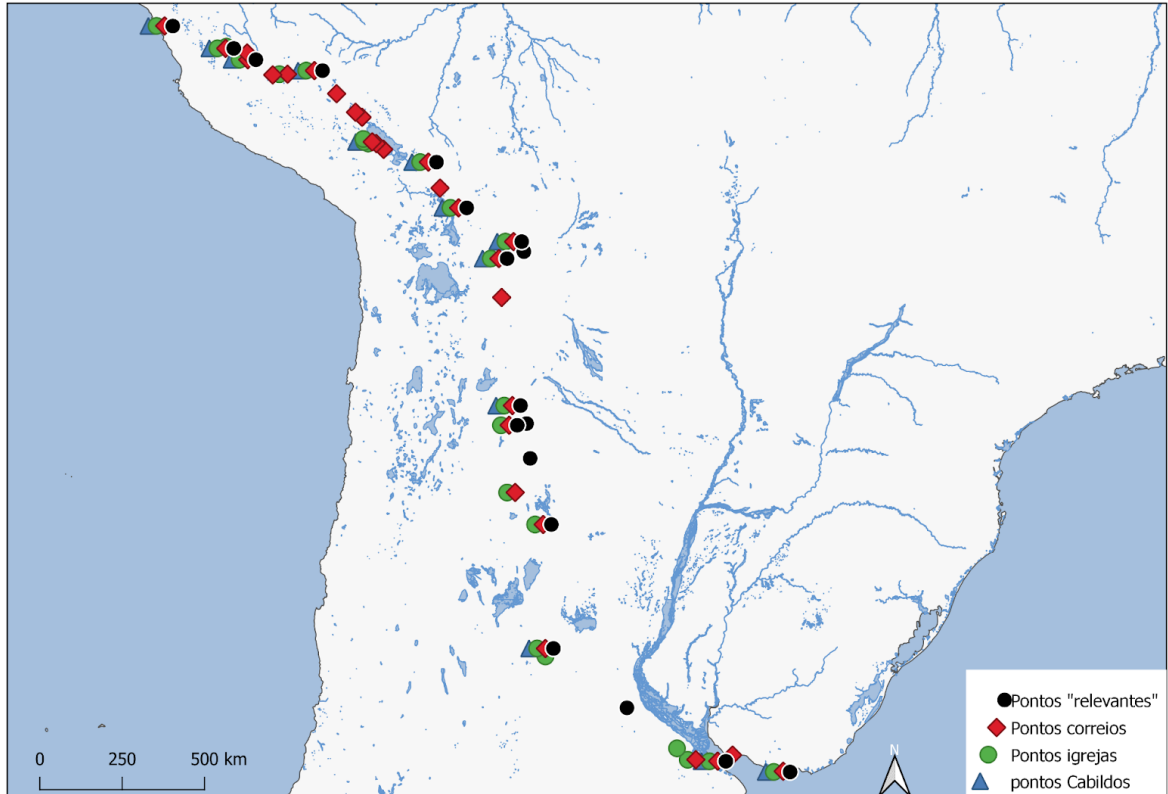 Pontos "relevantes"
Pontos correios
Pontos igrejas
pontos Cabildos
N
0 250 500 km